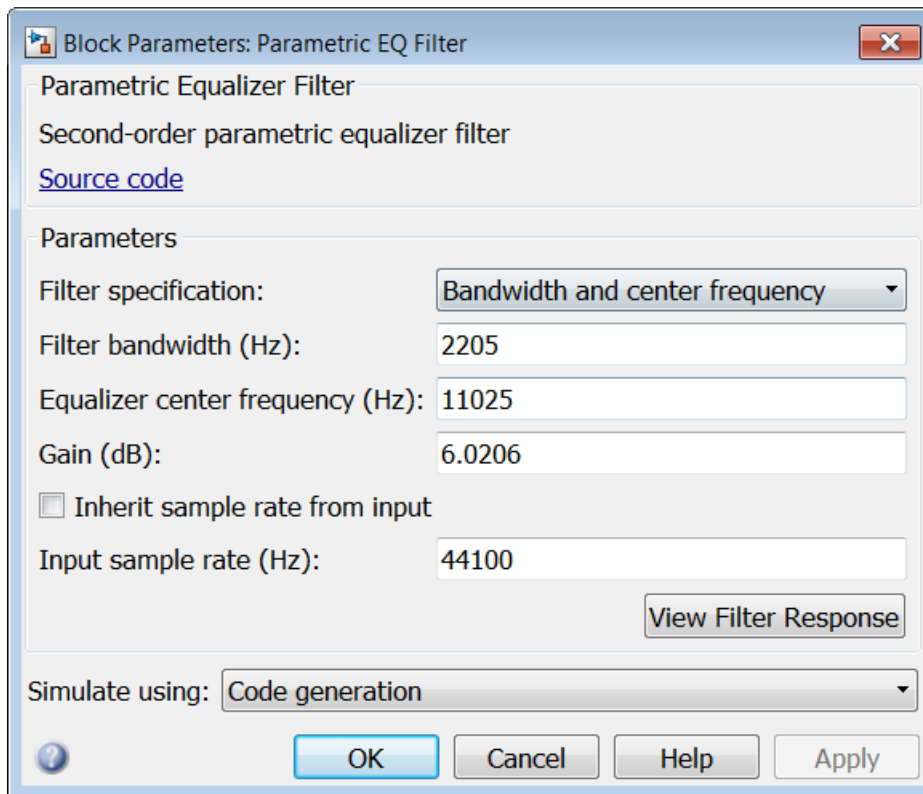 Block Parameters: Parametric EQ Filter
Parametric Equalizer Filter
Second-order parametric equalizer filter
Source code
Parameters
Filter specification: Bandwidth and center frequency
Filter bandwidth (Hz): 2205
Equalizer center frequency (Hz): 11025
Gain (dB): 6.0206
Inherit sample rate from input
Input sample rate (Hz): 44100
View Filter Response
Simulate using: Code generation
? OK Cancel Help Apply